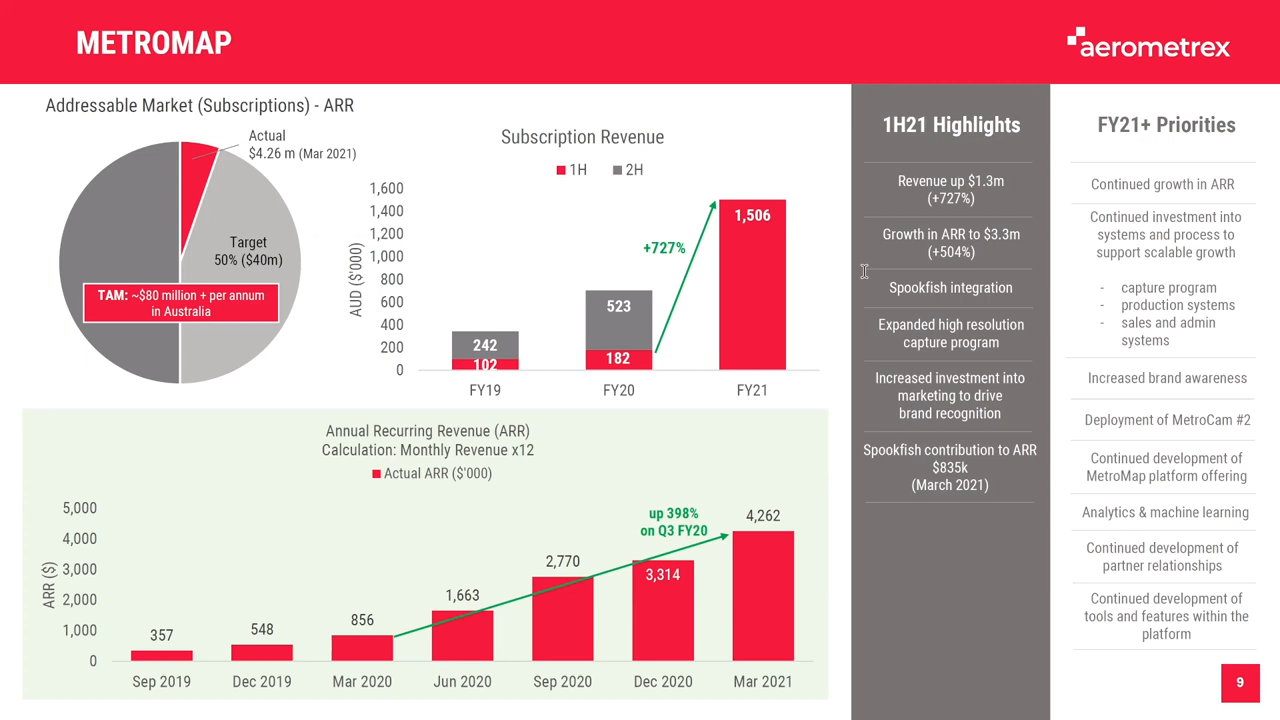 METROMAP
aerometrex
Addressable Market (Subscriptions) - ARR
Actual
$4.26 m (Mar 2021)
Target
50% ($40m)
TAM: ~$80 million + per annum
in Australia
Subscription Revenue
1H
2H
AUD ($'000)
1,600
1,400
1,200
1,000
800
600
400
200
0
242
102
523
182
+727%
1,506
FY19
FY20
FY21
Annual Recurring Revenue (ARR)
Calculation: Monthly Revenue x12
Actual ARR ($'000)
ARR ($)
5,000
4,000
3,000
2,000
1,000
0
357
548
856
1,663
2,770
3,314
4,262
up 398%
on Q3 FY20
Sep 2019
Dec 2019
Mar 2020
Jun 2020
Sep 2020
Dec 2020
Mar 2021
1H21 Highlights
Revenue up $1.3m
(+727%)
Growth in ARR to $3.3m
(+504%)
Spookfish integration
Expanded high resolution
capture program
Increased investment into
marketing to drive
brand recognition
Spookfish contribution to ARR
$835k
(March 2021)
FY21+ Priorities
Continued growth in ARR
Continued investment into
systems and process to
support scalable growth
- capture program
- production systems
- sales and admin
systems
Increased brand awareness
Deployment of MetroCam #2
Continued development of
MetroMap platform offering
Analytics & machine learning
Continued development of
partner relationships
Continued development of
tools and features within the
platform
9